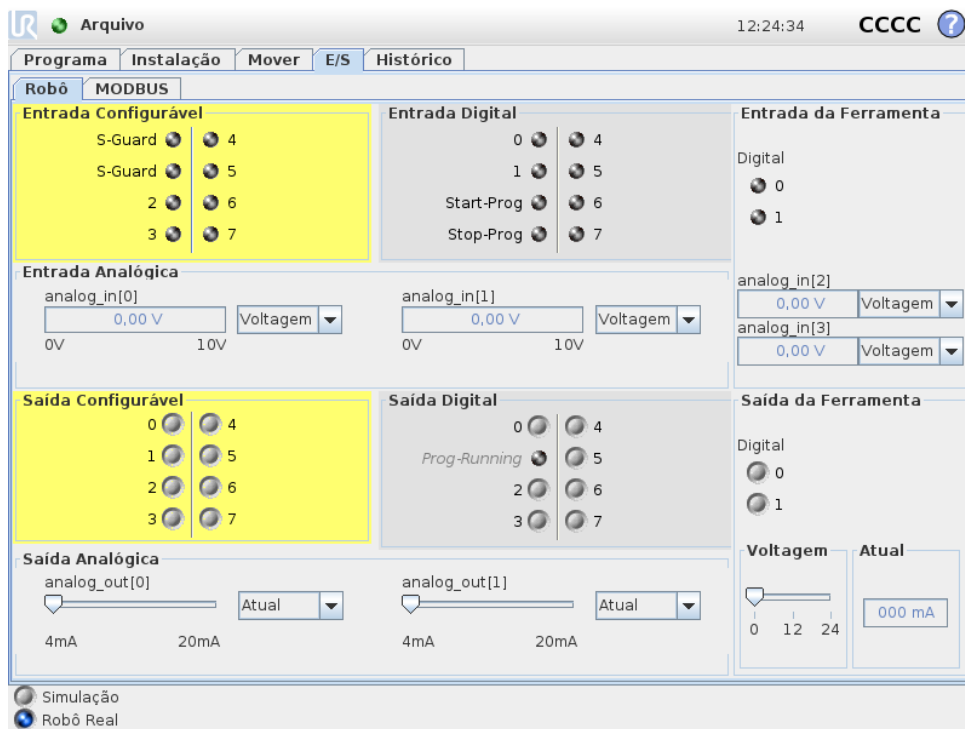 UR Arquivo 12:24:34 CCCC ?
Programa Instalação Mover E/S Histórico
Robô MODBUS
Entrada Configurável
S-Guard 4
S-Guard 5
2 6
3 7
Entrada Digital
0 4
1 5
Start-Prog 6
Stop-Prog 7
Entrada da Ferramenta
Digital
0
1
analog_in[2]
0,00 V Voltagem
analog_in[3]
0,00 V Voltagem
Entrada Analógica
analog_in[0]
0,00 V Voltagem
0V 10V
analog_in[1]
0,00 V Voltagem
0V 10V
Saída Configurável
0 4
1 5
2 6
3 7
Saída Digital
0 4
Prog-Running 5
2 6
3 7
Saída da Ferramenta
Digital
0
1
Voltagem
0 12 24
Atual
000 mA
Saída Analógica
analog_out[0]
Atual
4mA 20mA
analog_out[1]
Atual
4mA 20mA
Simulação
Robô Real